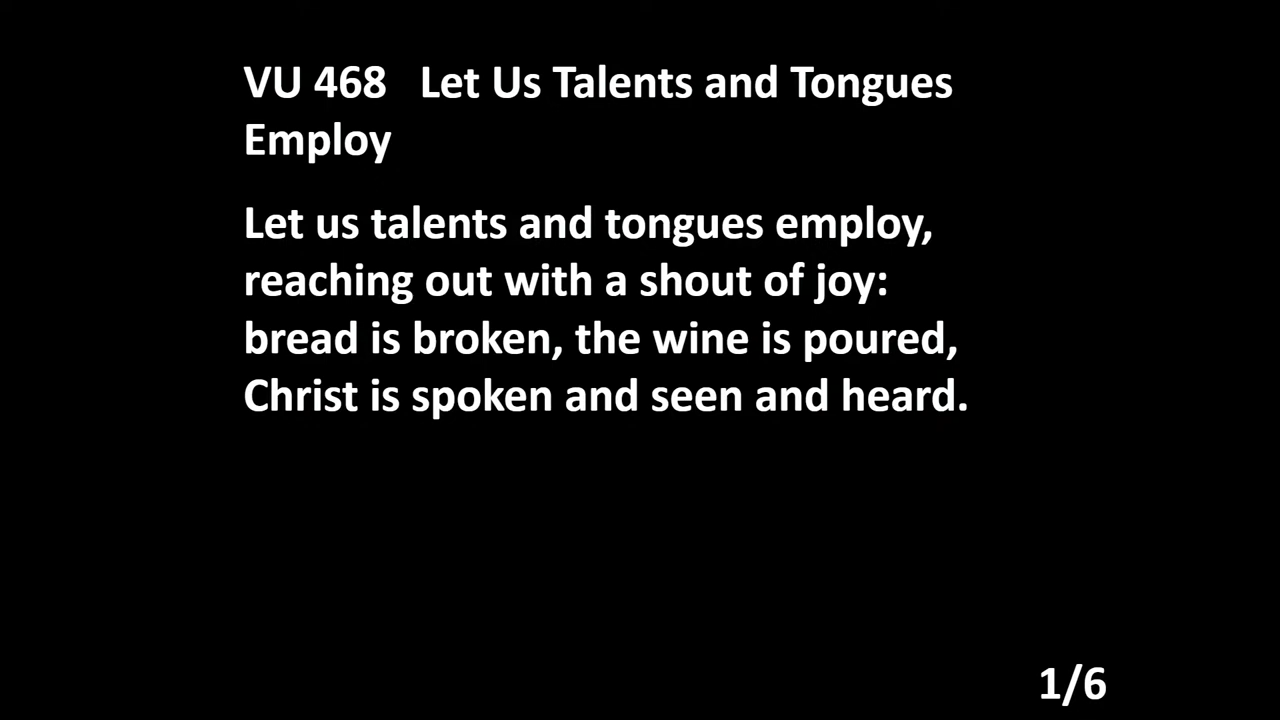 VU 468   Let Us Talents and Tongues
Employ
Let us talents and tongues employ,
reaching out with a shout of joy:
bread is broken, the wine is poured,
Christ is spoken and seen and heard.
1/6